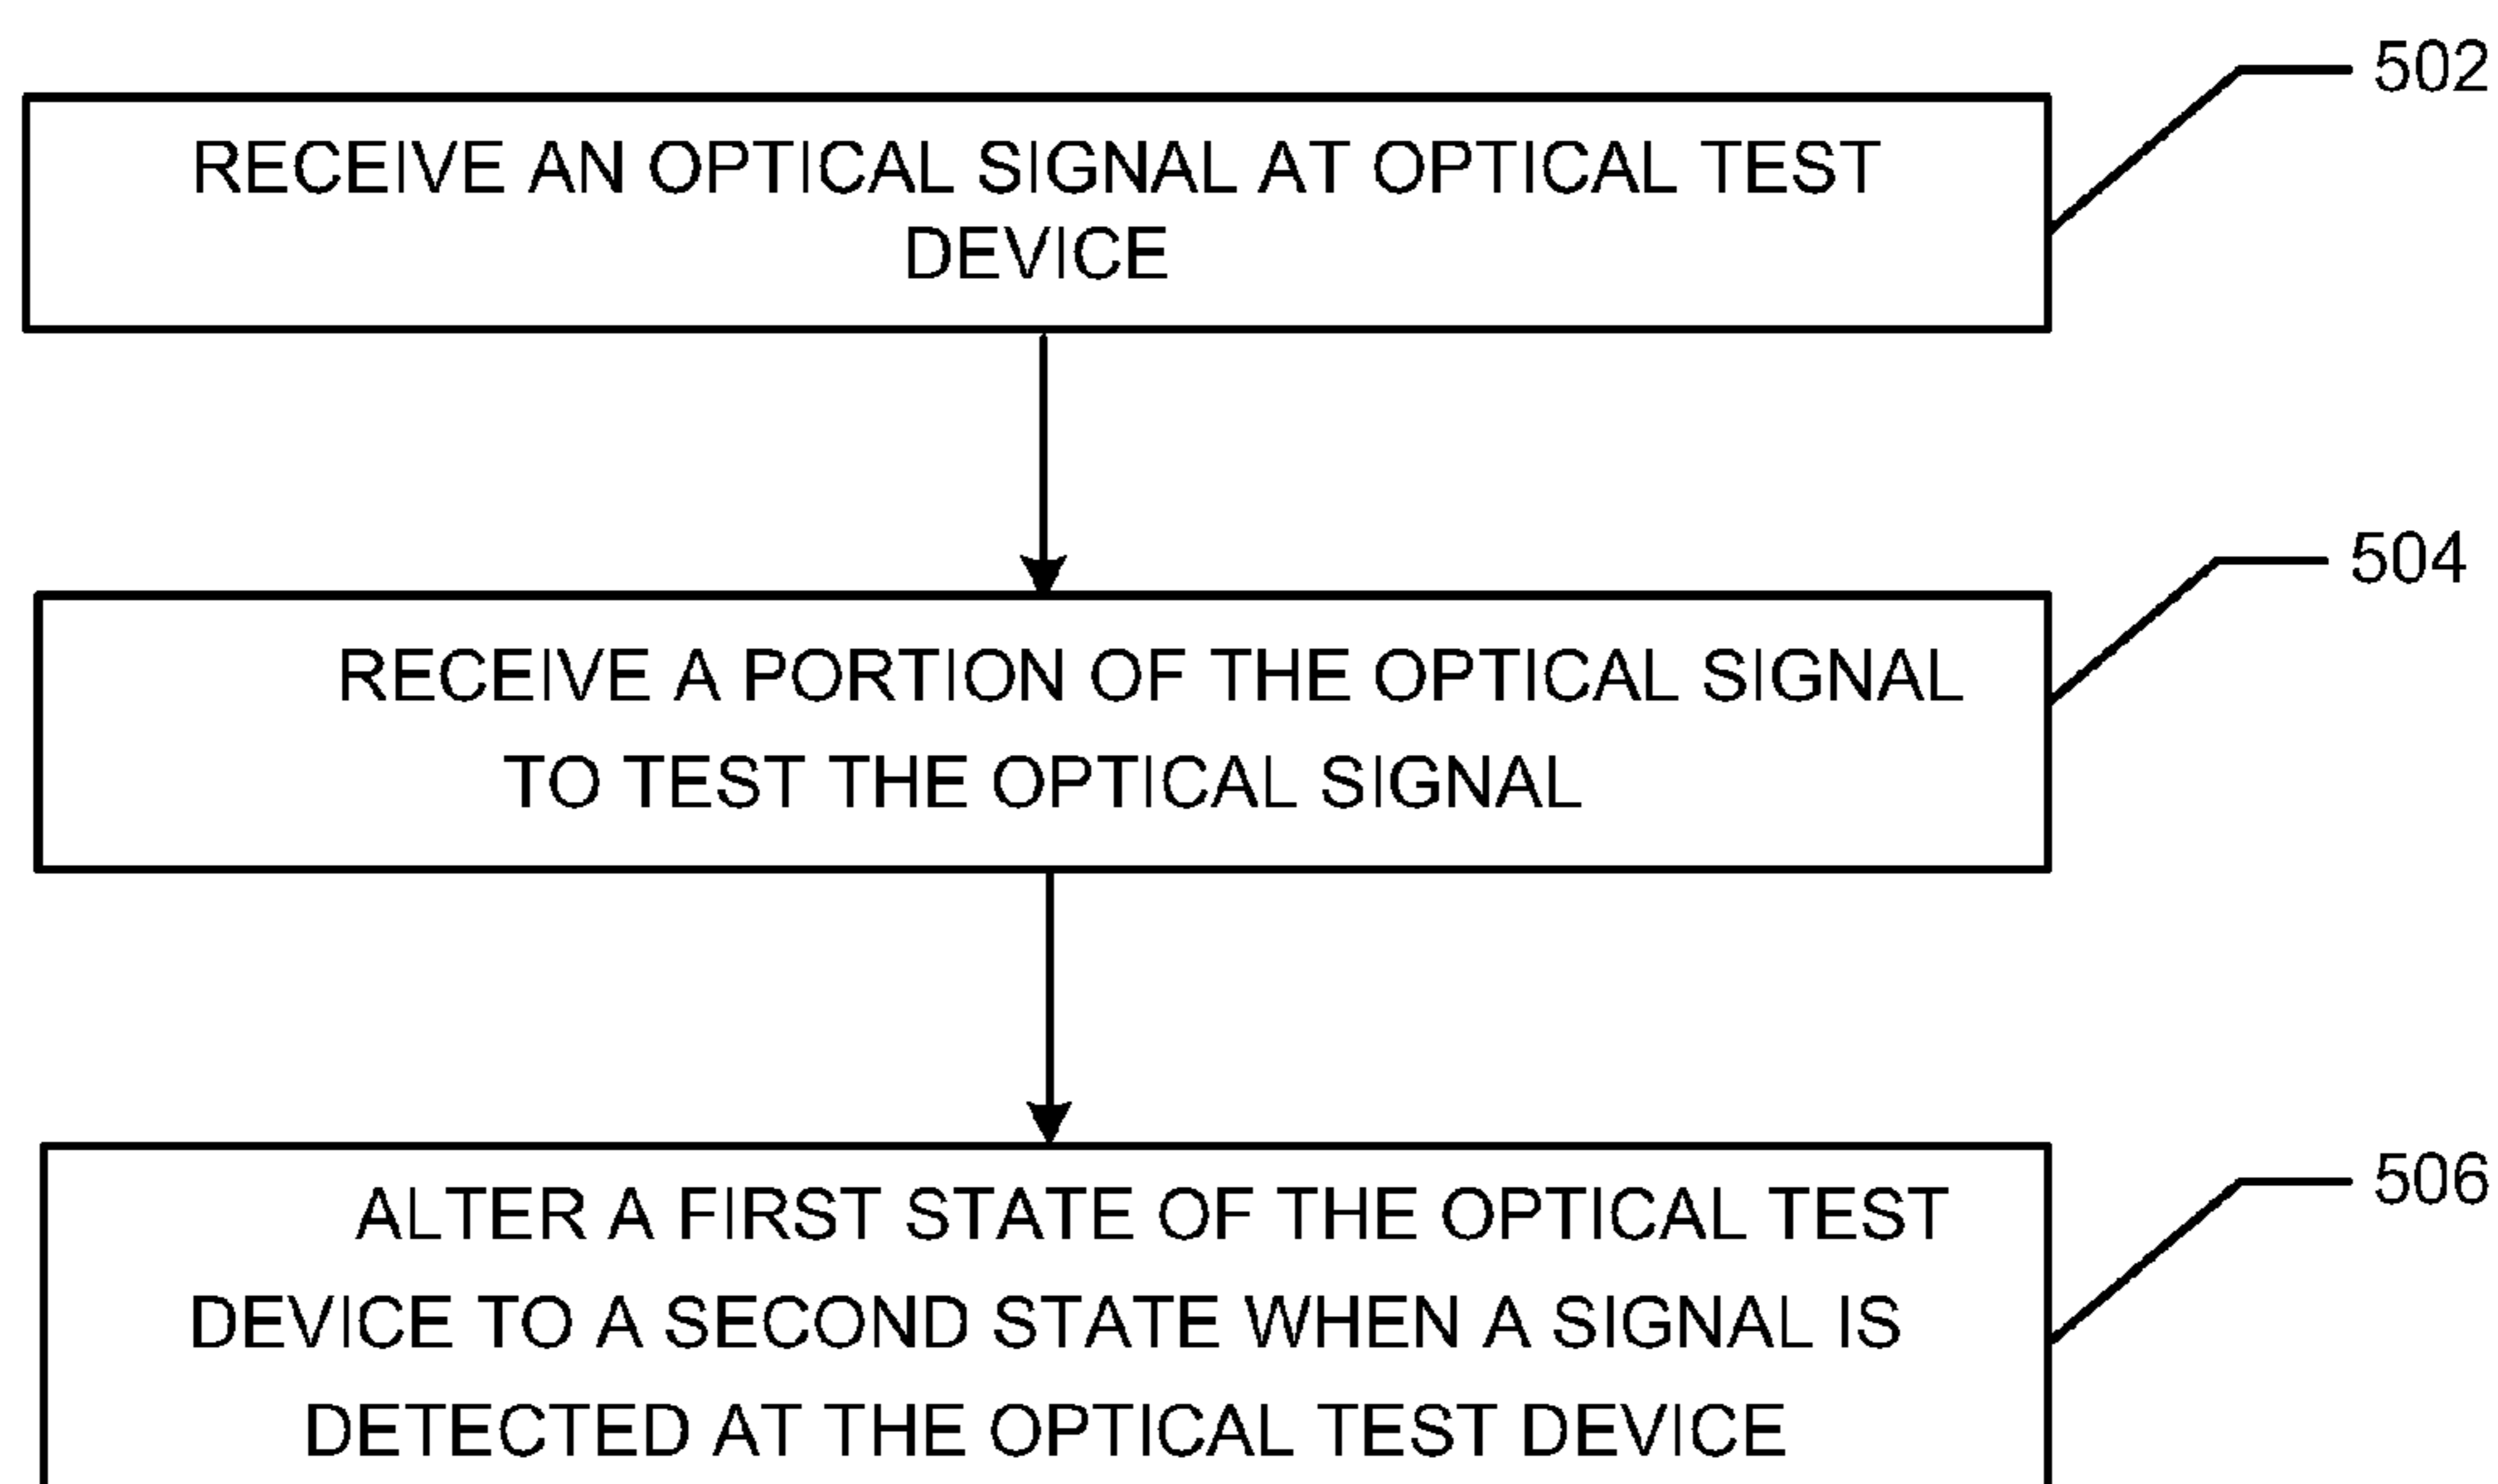 502
RECEIVE AN OPTICAL SIGNAL AT OPTICAL TEST
DEVICE
504
RECEIVE A PORTION OF THE OPTICAL SIGNAL
TO TEST THE OPTICAL SIGNAL
506
ALTER A FIRST STATE OF THE OPTICAL TEST
DEVICE TO A SECOND STATE WHEN A SIGNAL IS
DETECTED AT THE OPTICAL TEST DEVICE